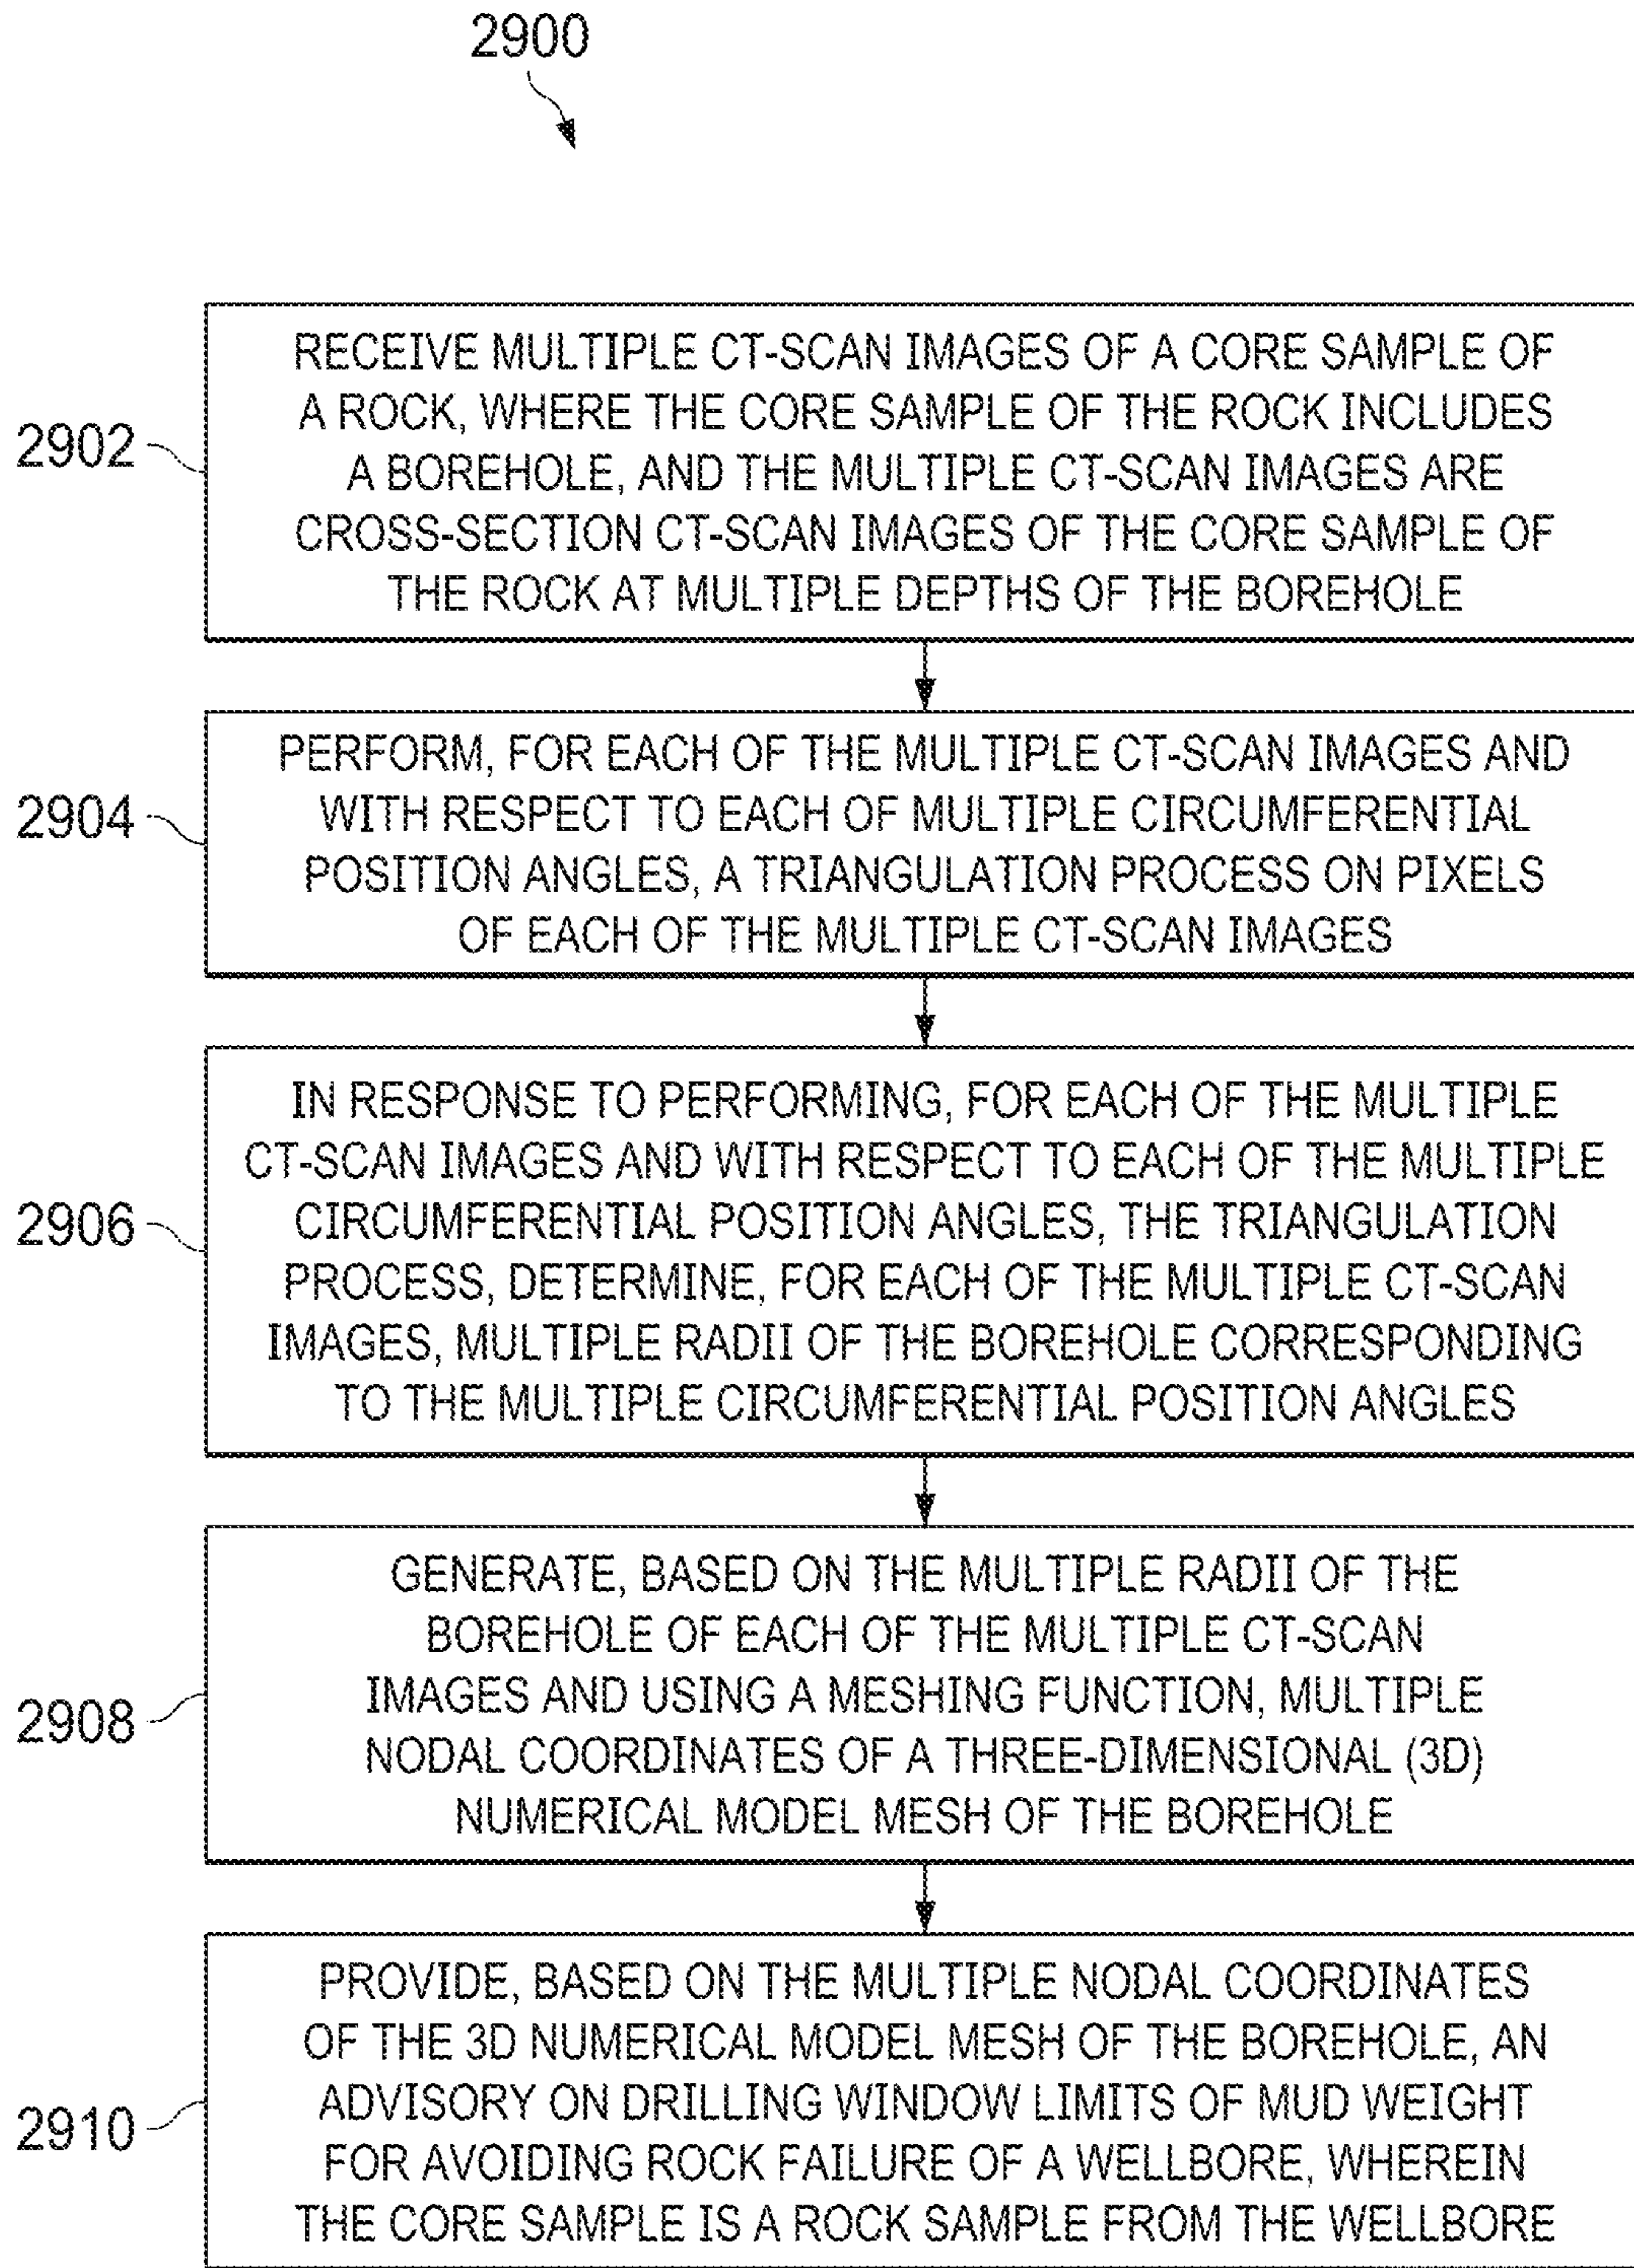 2900
2902
RECEIVE MULTIPLE CT-SCAN IMAGES OF A CORE SAMPLE OF
A ROCK, WHERE THE CORE SAMPLE OF THE ROCK INCLUDES
A BOREHOLE, AND THE MULTIPLE CT-SCAN IMAGES ARE
CROSS-SECTION CT-SCAN IMAGES OF THE CORE SAMPLE OF
THE ROCK AT MULTIPLE DEPTHS OF THE BOREHOLE
2904
PERFORM, FOR EACH OF THE MULTIPLE CT-SCAN IMAGES AND
WITH RESPECT TO EACH OF MULTIPLE CIRCUMFERENTIAL
POSITION ANGLES, A TRIANGULATION PROCESS ON PIXELS
OF EACH OF THE MULTIPLE CT-SCAN IMAGES
2906
IN RESPONSE TO PERFORMING, FOR EACH OF THE MULTIPLE
CT-SCAN IMAGES AND WITH RESPECT TO EACH OF THE MULTIPLE
CIRCUMFERENTIAL POSITION ANGLES, THE TRIANGULATION
PROCESS, DETERMINE, FOR EACH OF THE MULTIPLE CT-SCAN
IMAGES, MULTIPLE RADII OF THE BOREHOLE CORRESPONDING
TO THE MULTIPLE CIRCUMFERENTIAL POSITION ANGLES
2908
GENERATE, BASED ON THE MULTIPLE RADII OF THE
BOREHOLE OF EACH OF THE MULTIPLE CT-SCAN
IMAGES AND USING A MESHING FUNCTION, MULTIPLE
NODAL COORDINATES OF A THREE-DIMENSIONAL (3D)
NUMERICAL MODEL MESH OF THE BOREHOLE
2910
PROVIDE, BASED ON THE MULTIPLE NODAL COORDINATES
OF THE 3D NUMERICAL MODEL MESH OF THE BOREHOLE, AN
ADVISORY ON DRILLING WINDOW LIMITS OF MUD WEIGHT
FOR AVOIDING ROCK FAILURE OF A WELLBORE, WHEREIN
THE CORE SAMPLE IS A ROCK SAMPLE FROM THE WELLBORE